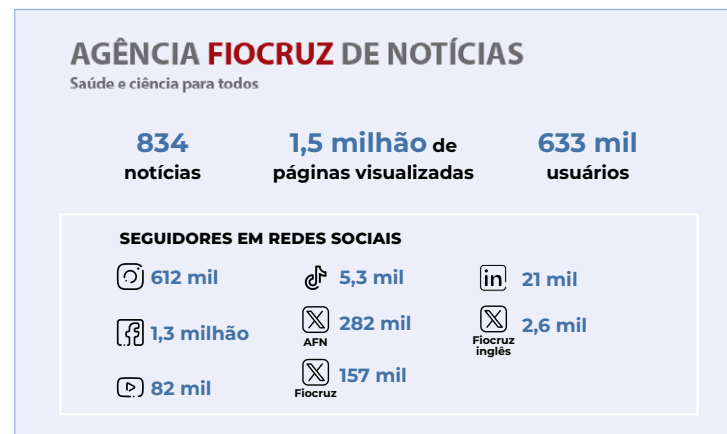 AGÊNCIA FIOCRUZ DE NOTÍCIAS
Saúde e ciência para todos
834
notícias
1,5 milhão de
páginas visualizadas
633 mil
usuários
SEGUIDORES EM REDES SOCIAIS
612 mil
5,3 mil
in 21 mil
1,3 milhão
282 mil
AFN
2,6 mil
Fiocruz
inglês
82 mil
157 mil
Fiocruz